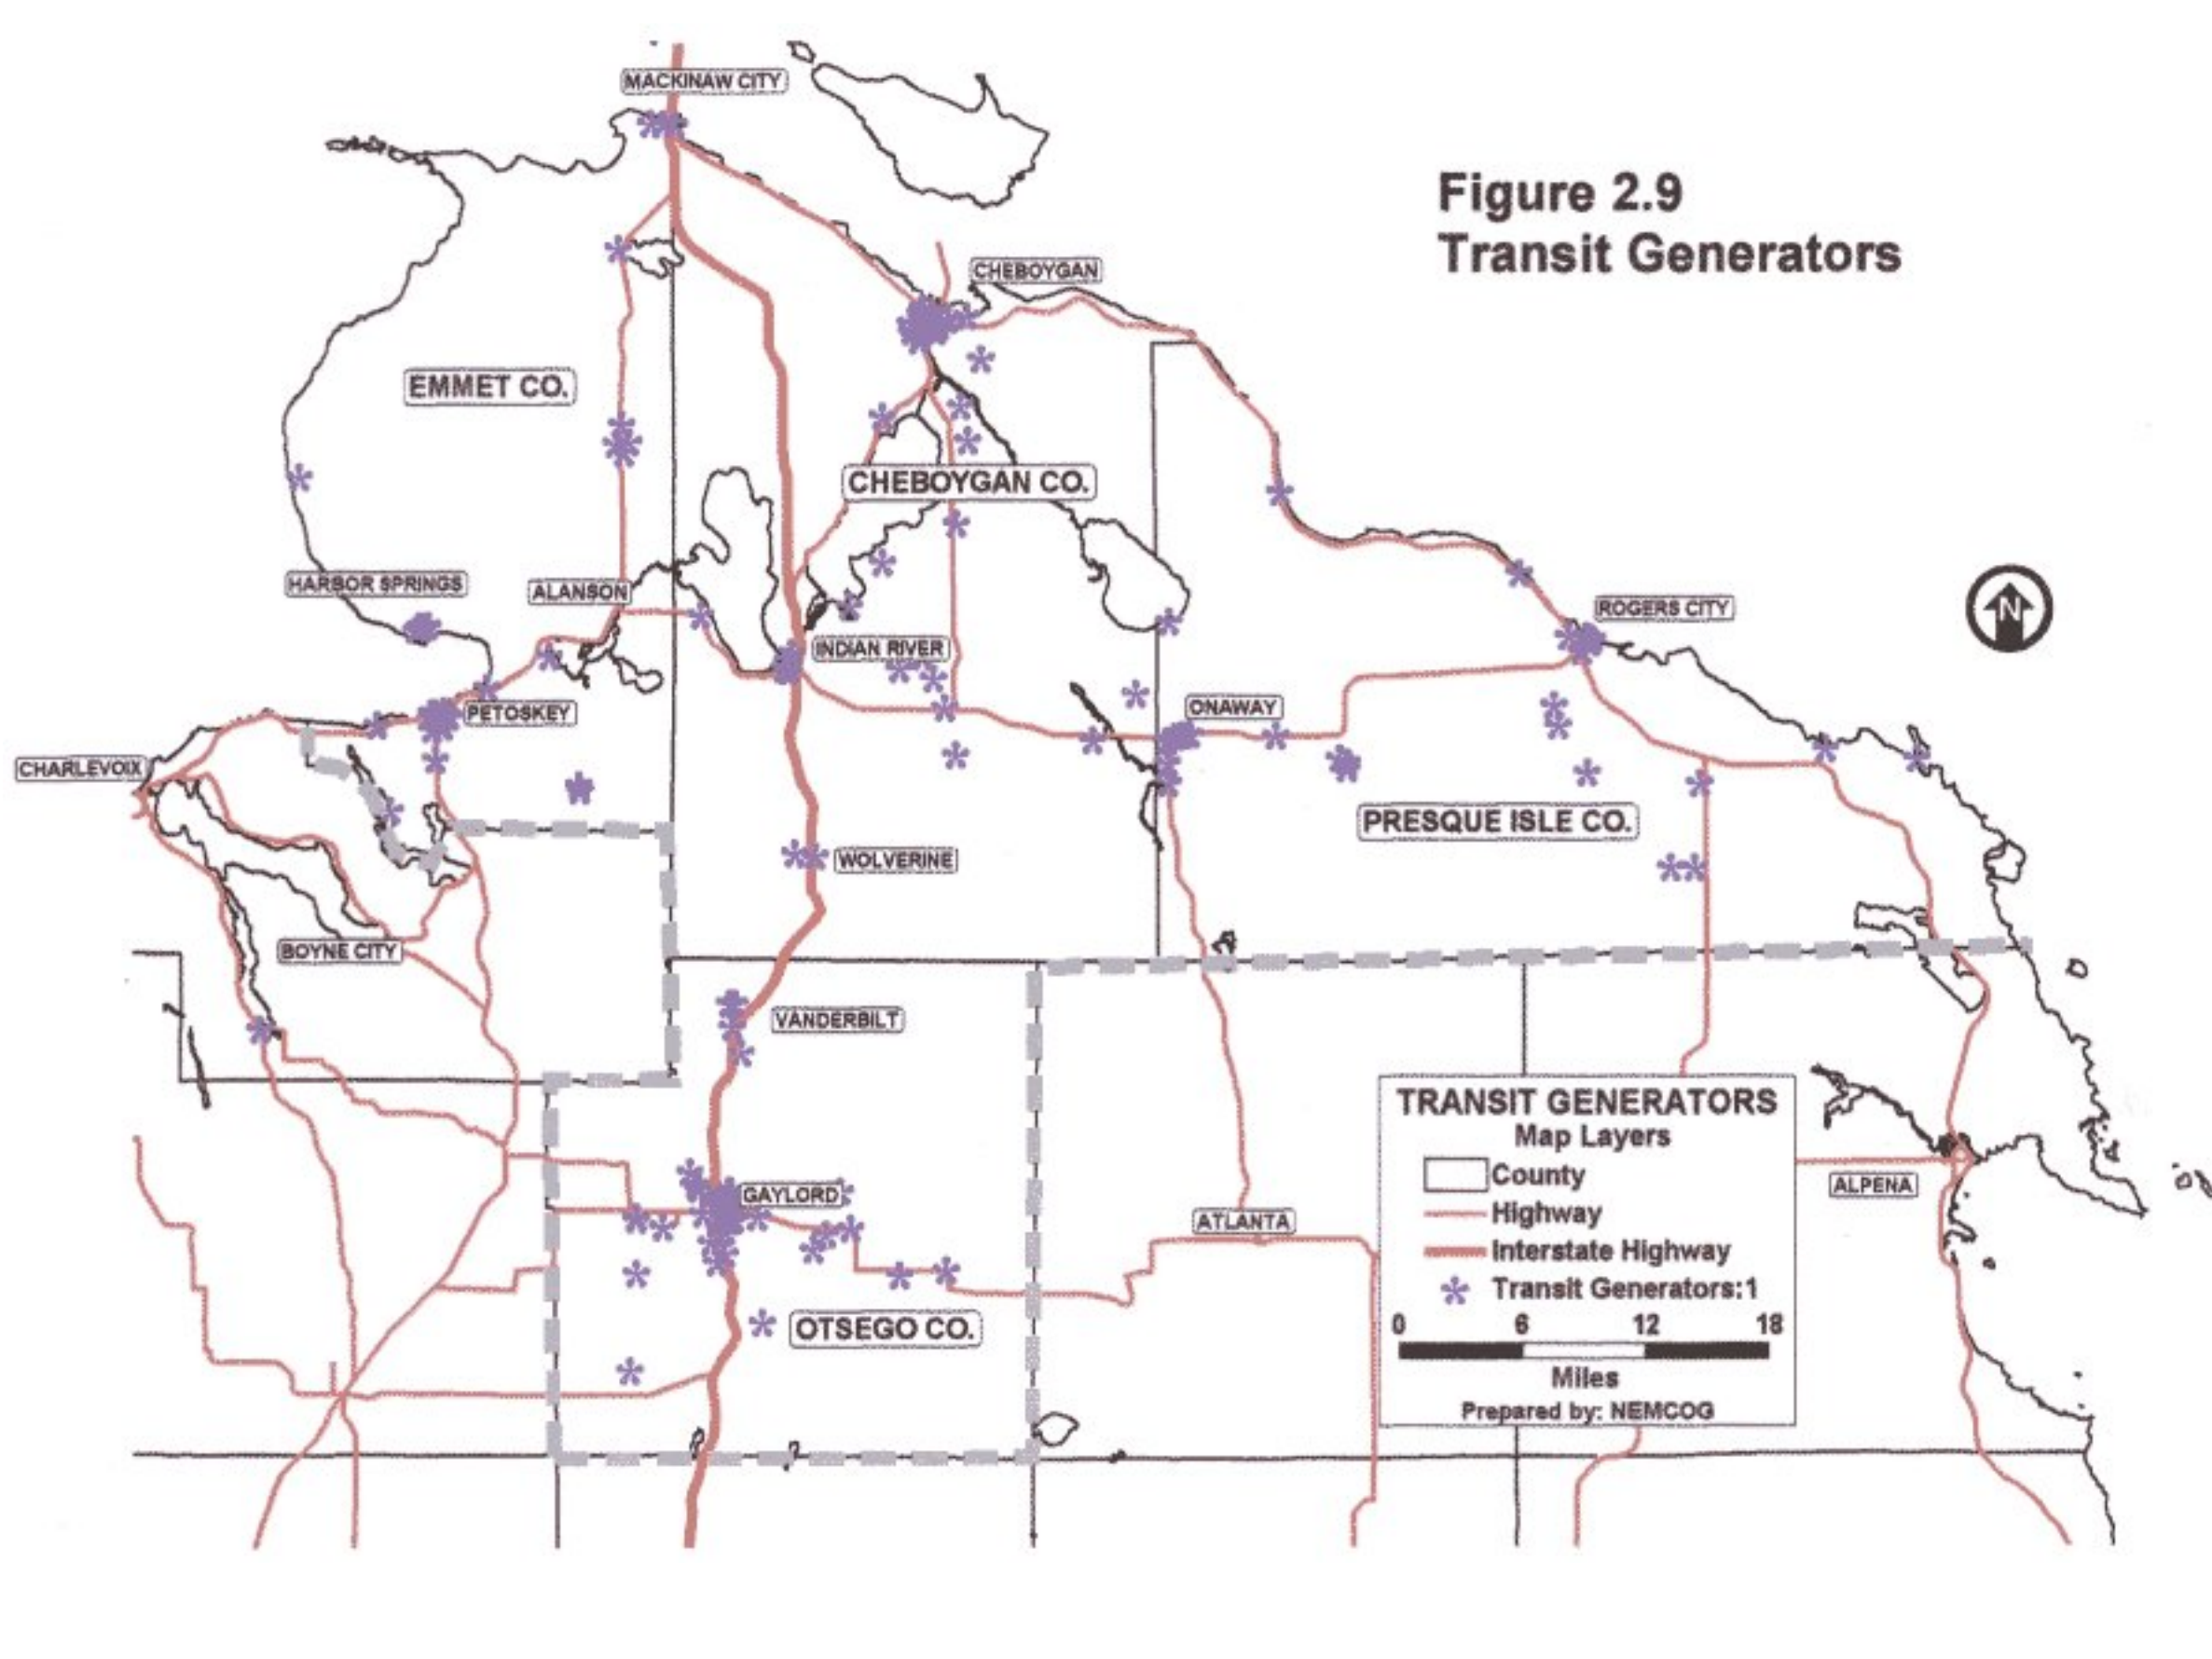 MACKINAW CITY
Figure 2.9
Transit Generators
CHEBOYGAN
EMMET CO.
CHEBOYGAN CO.
HARBOR SPRINGS
ALANSON
N
ROGERS CITY
INDIAN RIVER
PETOSKEY
ONAWAY
CHARLEVOIX
PRESQUE ISLE CO.
WOLVERINE
BOYNE CITY
VANDERBILT
TRANSIT GENERATORS
Map Layers
County
Highway
Interstate Highway
Transit Generators:1
0 6 12 18
Miles
Prepared by: NEMCOG
ALPENA
GAYLORD
ATLANTA
OTSEGO CO.